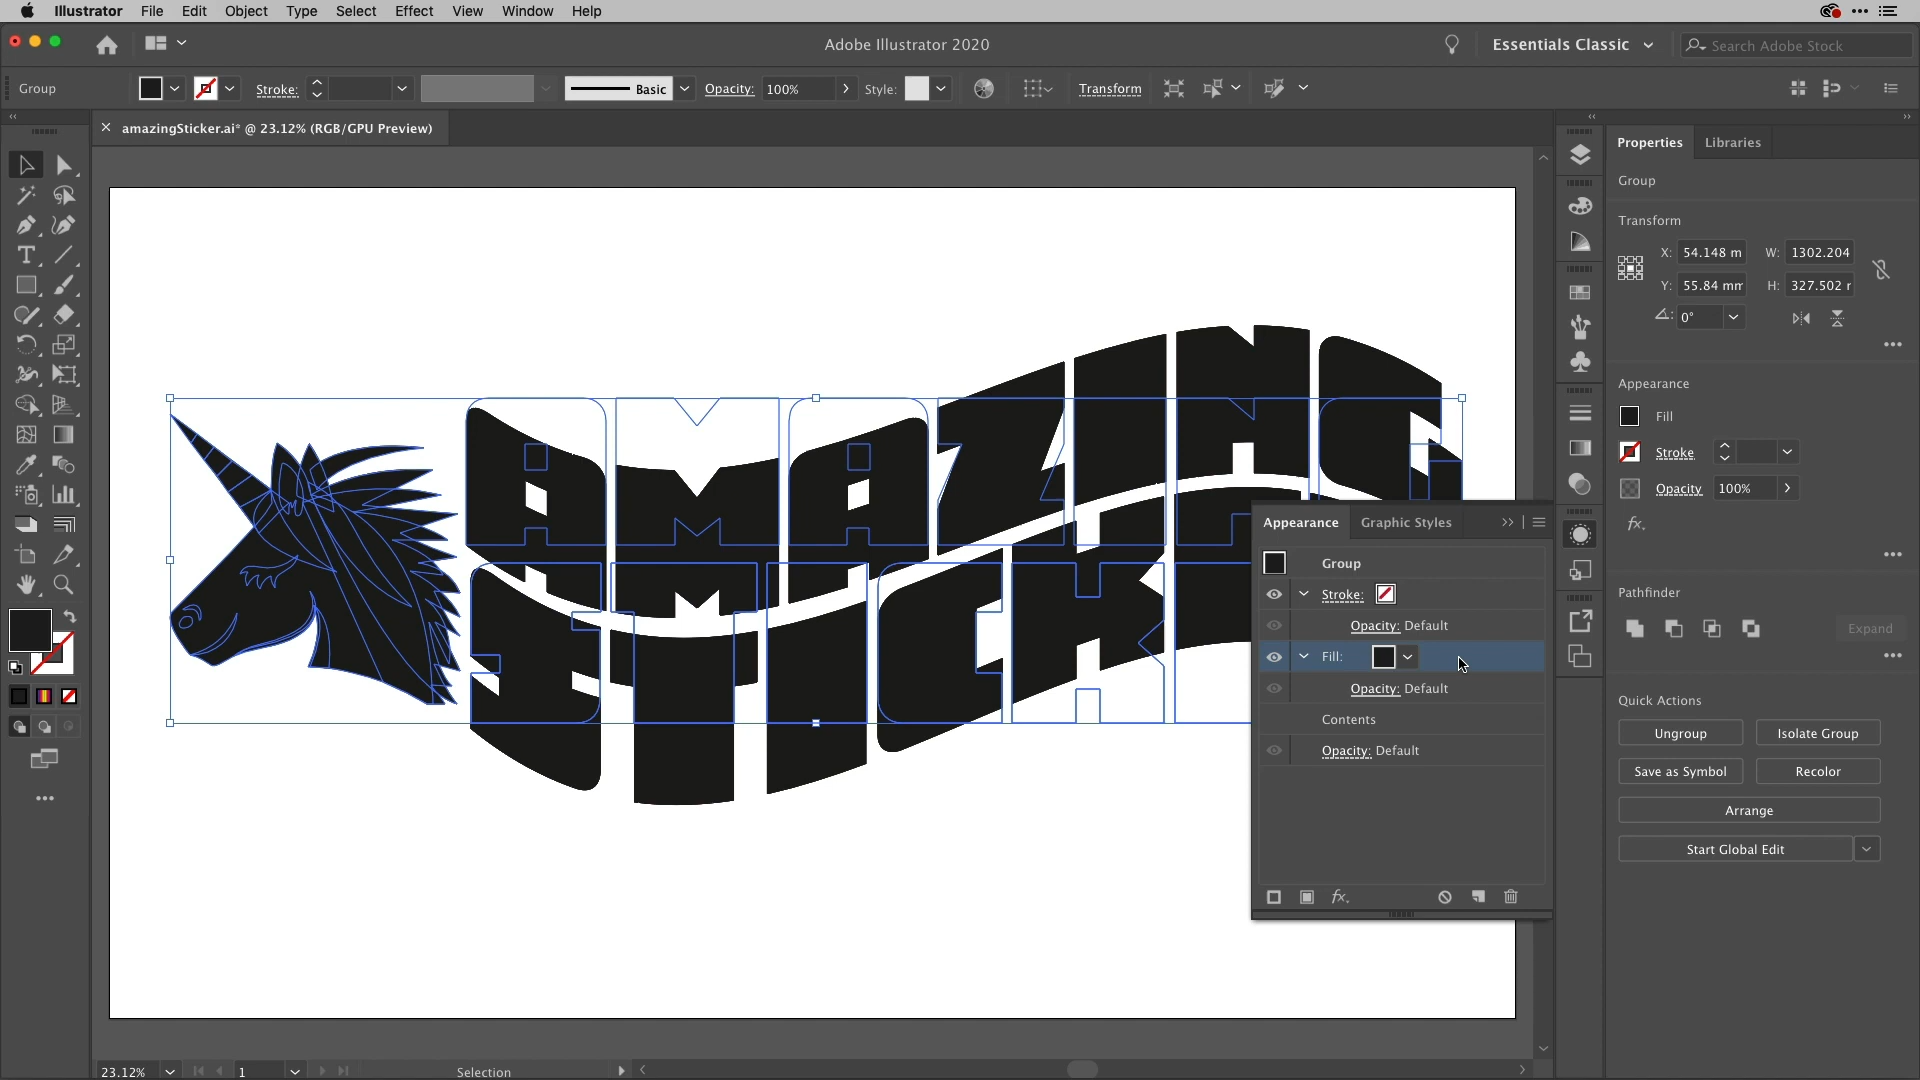 Illustrator File Edit Object Type Select Effect View Window Help
Adobe Illustrator 2020
Essentials Classic
Search Adobe Stock
Group
Stroke:
Basic
Opacity: 100%
Style:
Transform
× amazingSticker.ai* @ 23.12% (RGB/GPU Preview)
AMAZING
STICKE
Appearance Graphic Styles
Group
Stroke:
Opacity: Default
Fill:
Opacity: Default
Contents
Opacity: Default
fx.
Properties Libraries
Group
Transform
X: 54.148 m W: 1302.204
Y: 55.84 mm H: 327.502 r
0°
Appearance
Fill
Stroke
Opacity 100%
fx.
Pathfinder
Expand
Quick Actions
Ungroup Isolate Group
Save as Symbol Recolor
Arrange
Start Global Edit
23.12% 1 Selection